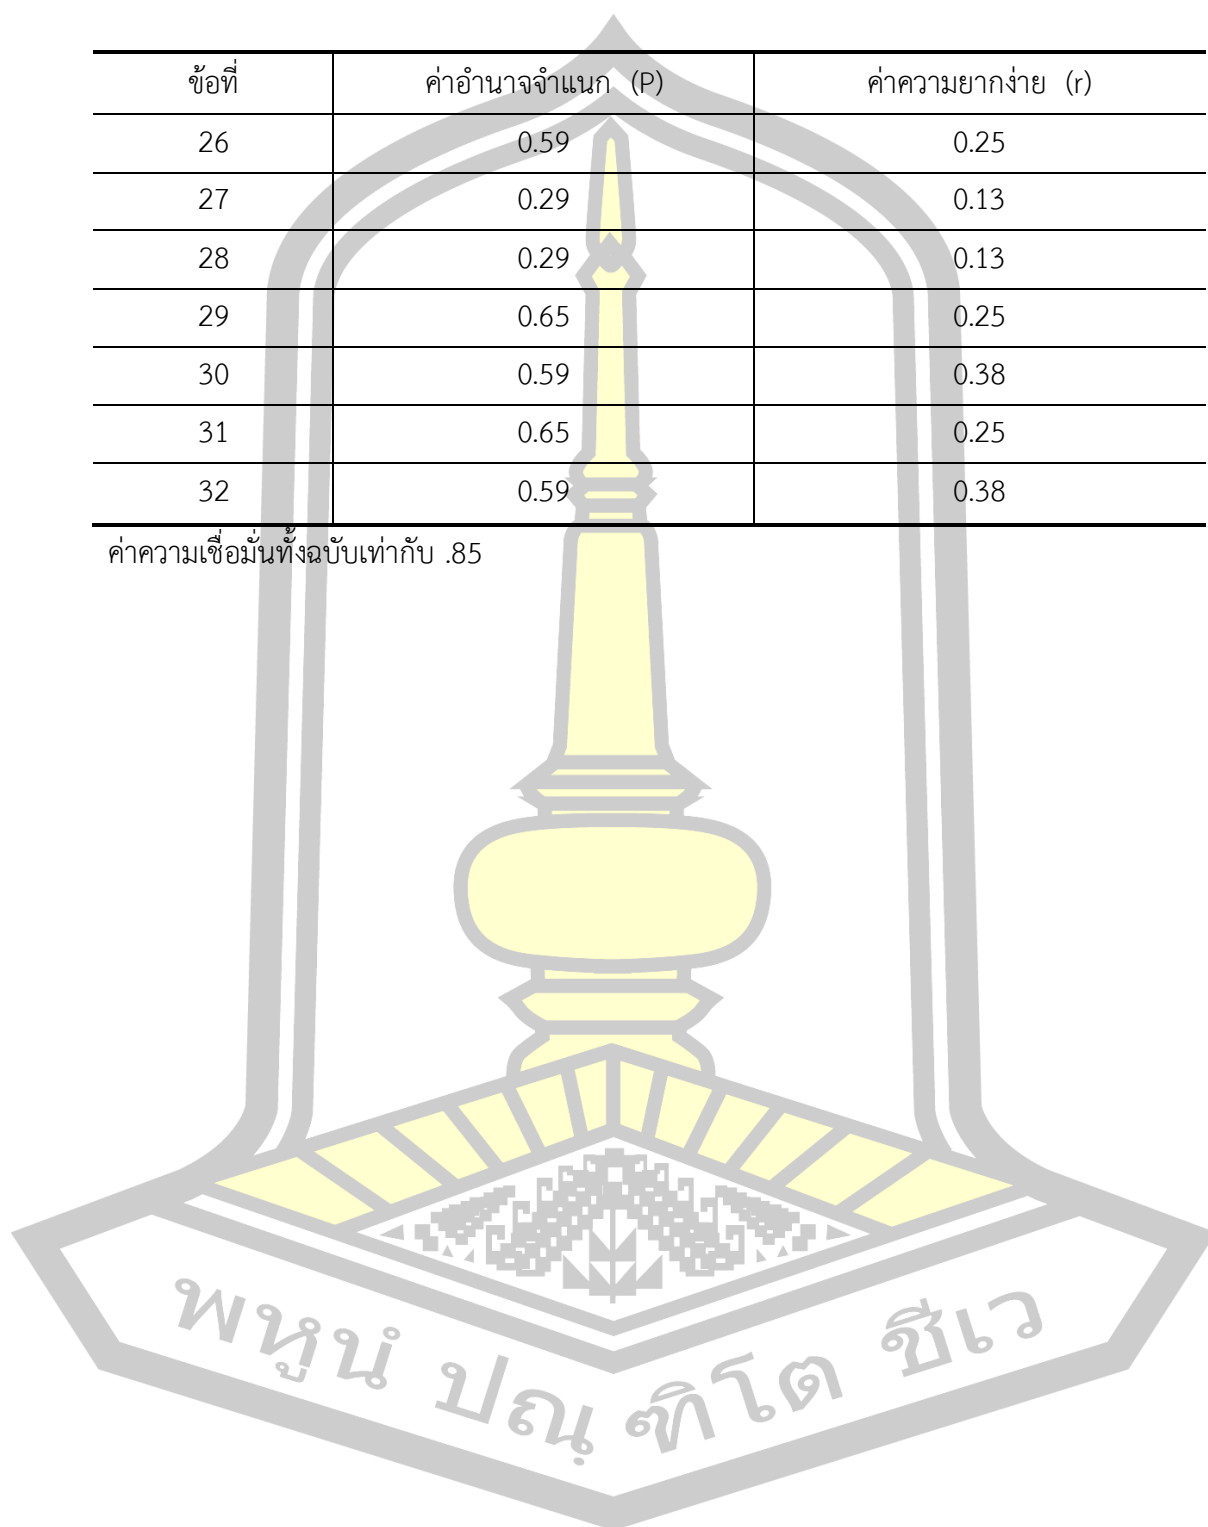 ข้อที่ ค่าอำนาจจำแนก (P) ค่าความยากง่าย (r)
26 0.59 0.25
27 0.29 0.13
28 0.29 0.13
29 0.65 0.25
30 0.59 0.38
31 0.65 0.25
32 0.59 0.38
ค่าความเชื่อมั่นทั้งฉบับเท่ากับ .85
พหูนํ ปณฺฑิโต ชีเว